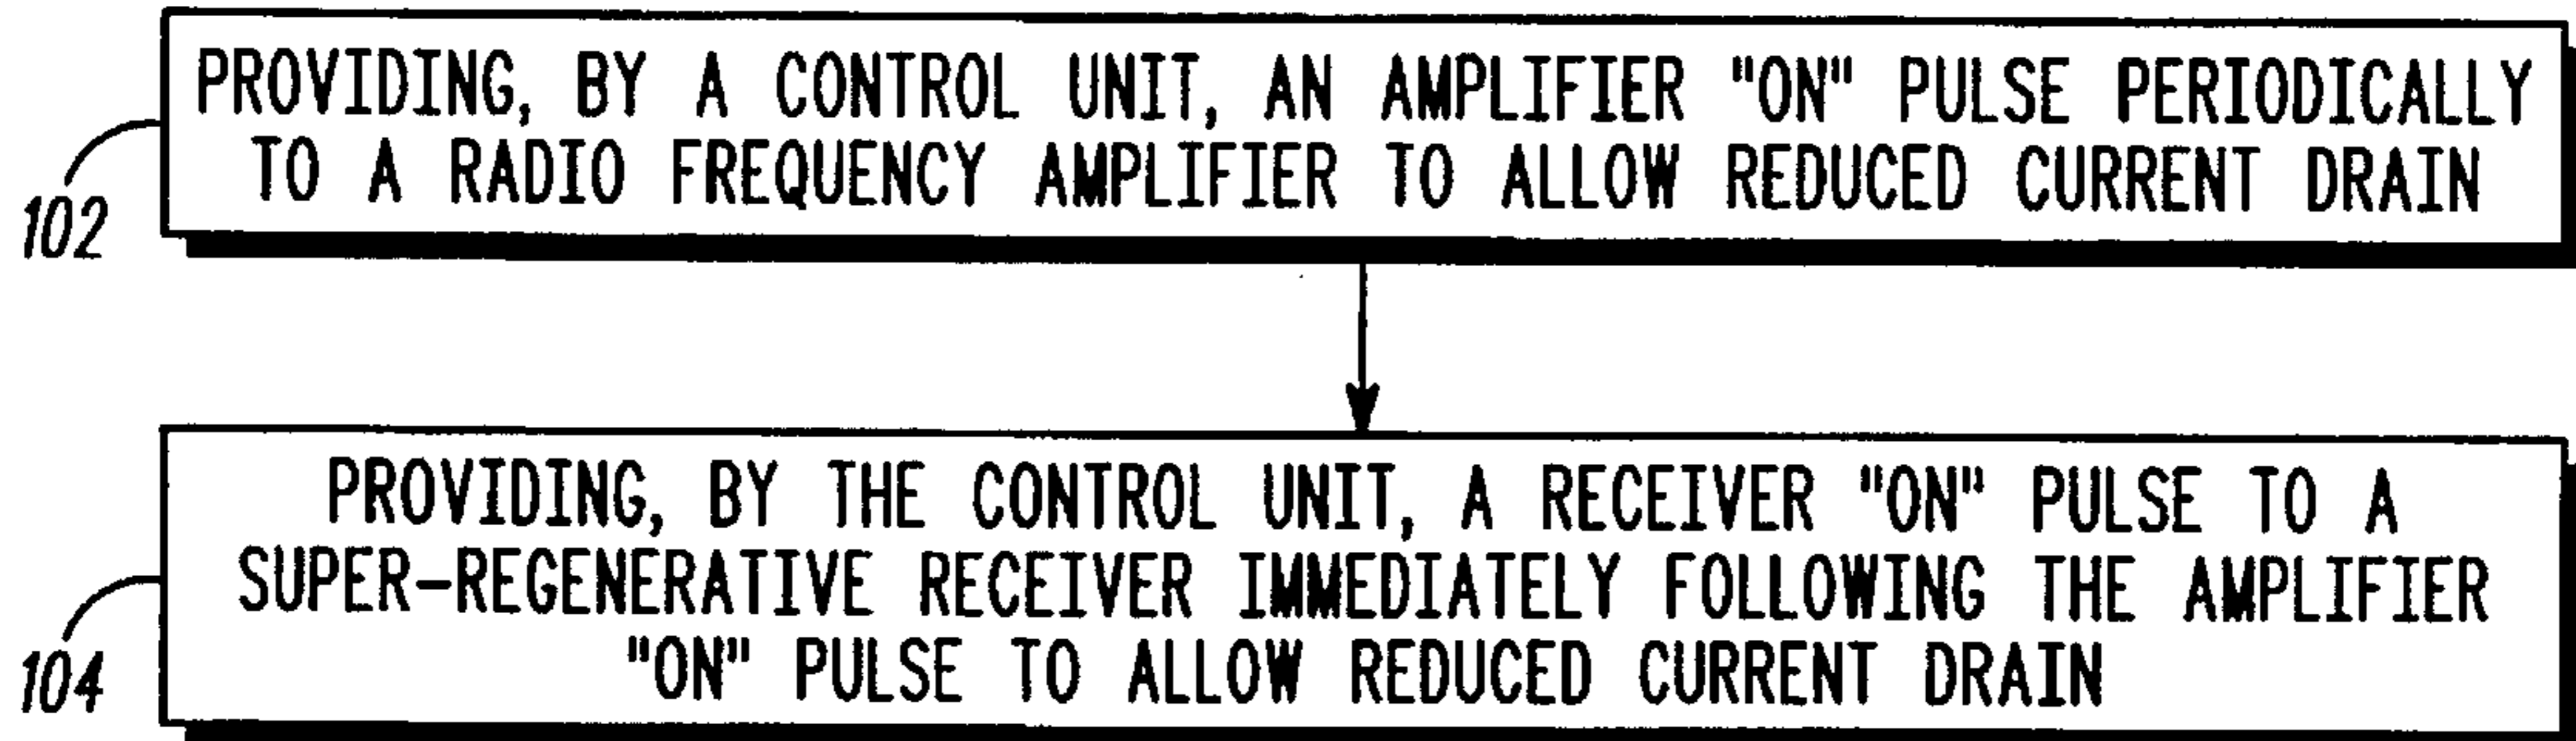 PROVIDING, BY A CONTROL UNIT, AN AMPLIFIER "ON" PULSE PERIODICALLY
TO A RADIO FREQUENCY AMPLIFIER TO ALLOW REDUCED CURRENT DRAIN
102
PROVIDING, BY THE CONTROL UNIT, A RECEIVER "ON" PULSE TO A
SUPER-REGENERATIVE RECEIVER IMMEDIATELY FOLLOWING THE AMPLIFIER
"ON" PULSE TO ALLOW REDUCED CURRENT DRAIN
104